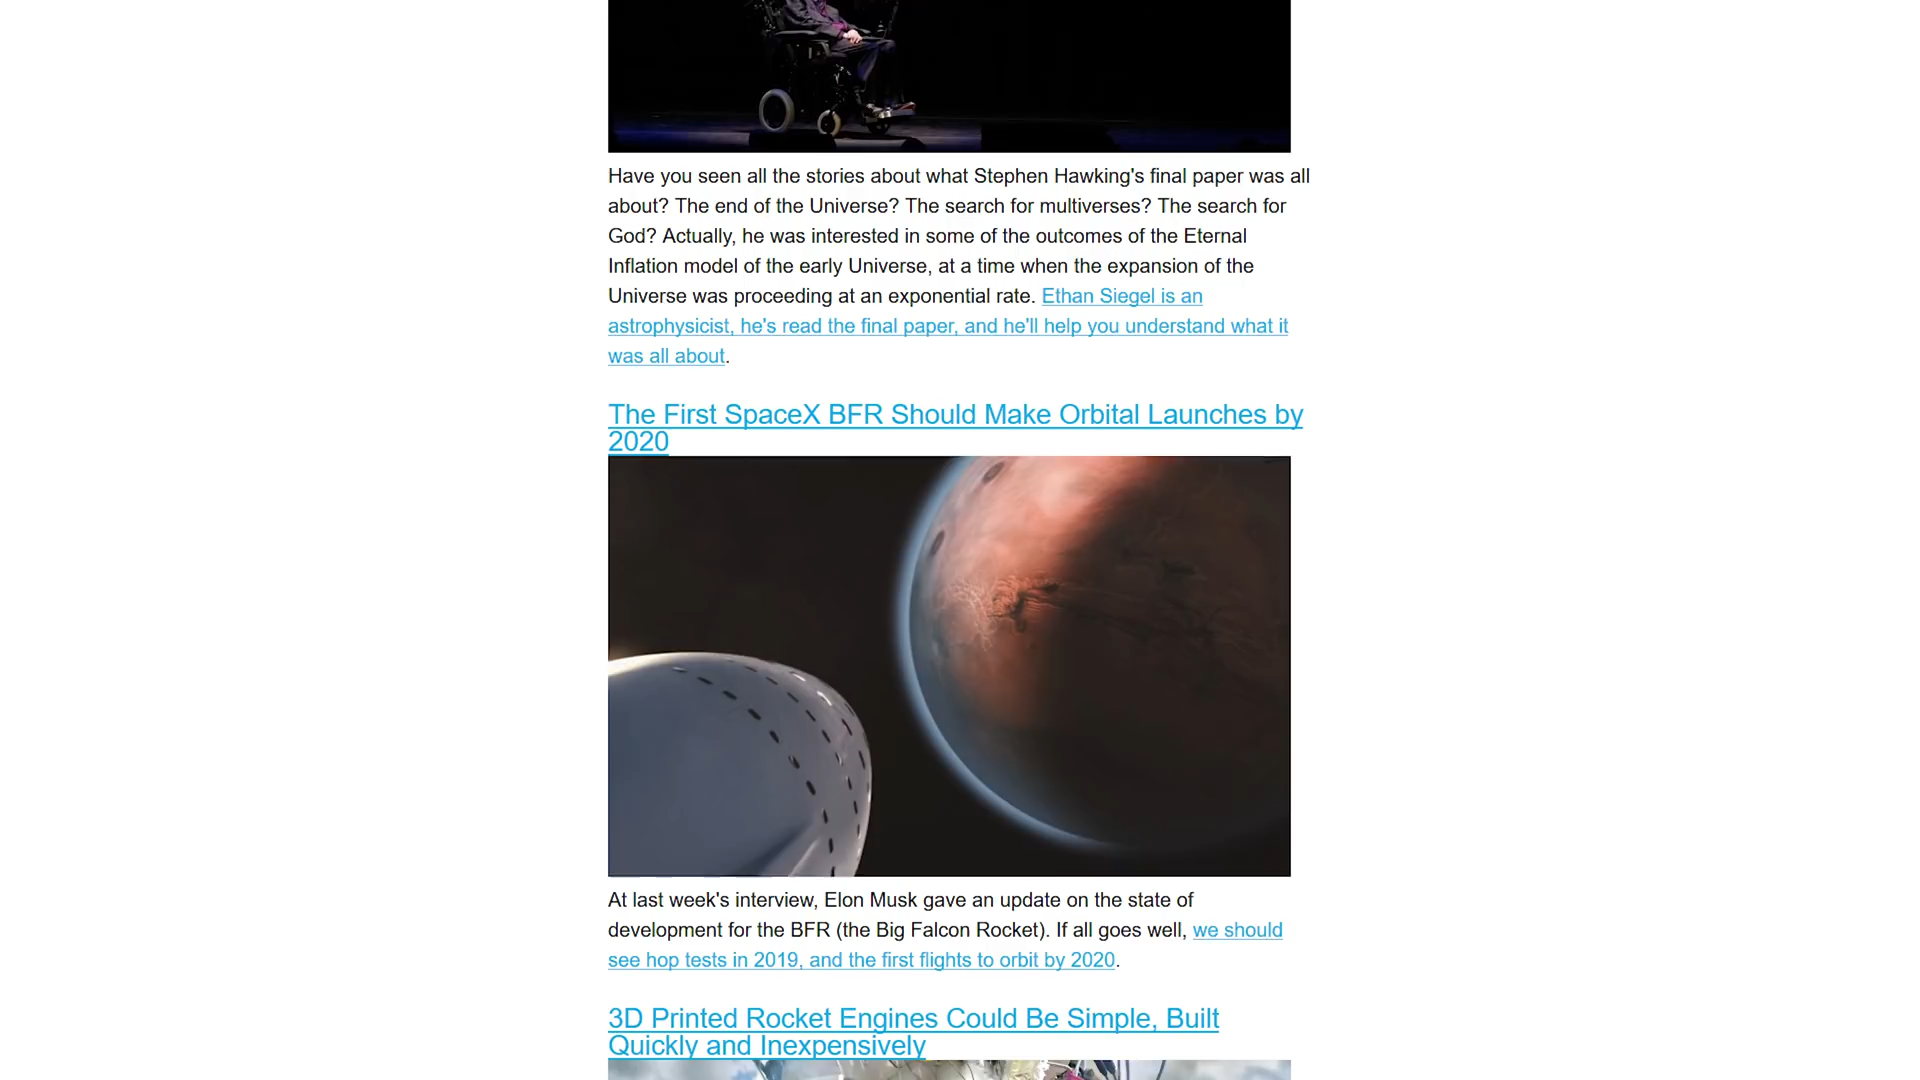 Have you seen all the stories about what Stephen Hawking's final paper was all
about? The end of the Universe? The search for multiverses? The search for
God? Actually, he was interested in some of the outcomes of the Eternal
Inflation model of the early Universe, at a time when the expansion of the
Universe was proceeding at an exponential rate. Ethan Siegel is an
astrophysicist, he's read the final paper, and he'll help you understand what it
was all about.
The First SpaceX BFR Should Make Orbital Launches by
2020
At last week's interview, Elon Musk gave an update on the state of
development for the BFR (the Big Falcon Rocket). If all goes well, we should
see hop tests in 2019, and the first flights to orbit by 2020.
3D Printed Rocket Engines Could Be Simple, Built
Quickly and Inexpensively